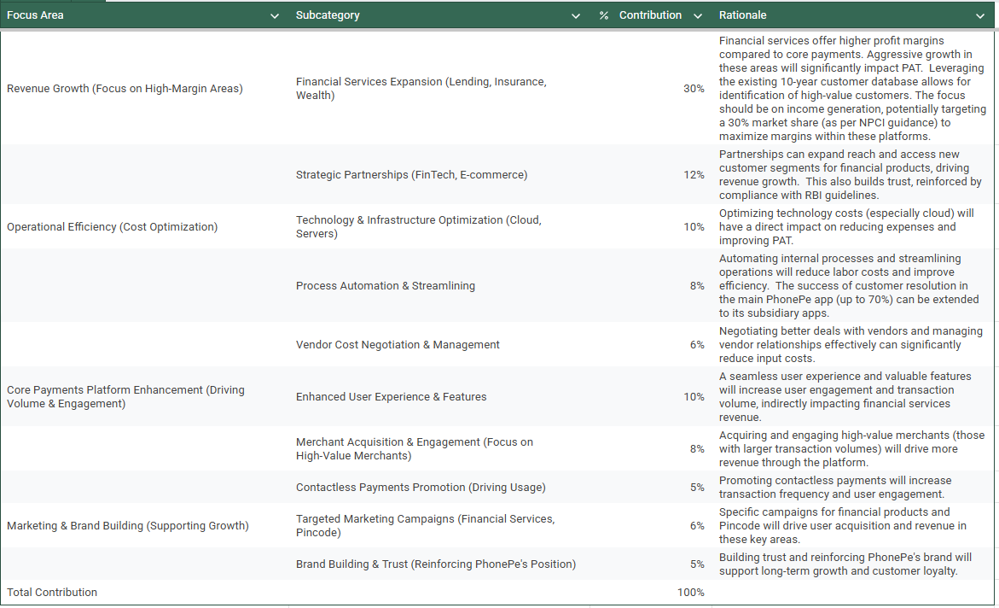 Focus Area Subcategory % Contribution Rationale
Financial services offer higher profit margins
compared to core payments. Aggressive growth in
these areas will significantly impact PAT. Leveraging
Revenue Growth (Focus on High-Margin Areas)
Financial Services Expansion (Lending, Insurance,
Wealth)
30%
the existing 10-year customer database allows for
identification of high-value customers. The focus
should be on income generation, potentially targeting
a 30% market share (as per NPCI guidance) to
maximize margins within these platforms.
Strategic Partnerships (FinTech, E-commerce)
12%
Partnerships can expand reach and access new
customer segments for financial products, driving
revenue growth. This also builds trust, reinforced by
compliance with RBI guidelines.
Operational Efficiency (Cost Optimization)
Technology & Infrastructure Optimization (Cloud,
Servers)
10%
Optimizing technology costs (especially cloud) will
have a direct impact on reducing expenses and
improving PAT.
Process Automation & Streamlining
8%
Automating internal processes and streamlining
operations will reduce labor costs and improve
efficiency. The success of customer resolution in
the main PhonePe app (up to 70%) can be extended
to its subsidiary apps.
Vendor Cost Negotiation & Management
6%
Negotiating better deals with vendors and managing
vendor relationships effectively can significantly
reduce input costs.
Core Payments Platform Enhancement (Driving
Volume & Engagement)
Enhanced User Experience & Features
10%
A seamless user experience and valuable features
will increase user engagement and transaction
volume, indirectly impacting financial services
revenue.
Merchant Acquisition & Engagement (Focus on
High-Value Merchants)
8%
Acquiring and engaging high-value merchants (those
with larger transaction volumes) will drive more
revenue through the platform.
Contactless Payments Promotion (Driving Usage)
5%
Promoting contactless payments will increase
transaction frequency and user engagement.
Marketing & Brand Building (Supporting Growth)
Targeted Marketing Campaigns (Financial Services,
Pincode)
6%
Specific campaigns for financial products and
Pincode will drive user acquisition and revenue in
these key areas.
Brand Building & Trust (Reinforcing PhonePe's Position)
5%
Building trust and reinforcing PhonePe's brand will
support long-term growth and customer loyalty.
Total Contribution
100%